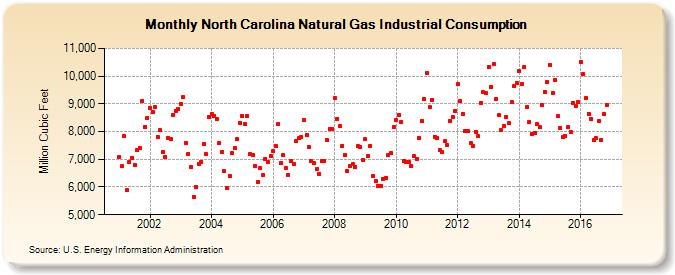 Monthly North Carolina Natural Gas Industrial Consumption
Million Cubic Feet
11,000
10,000
9,000
8,000
7,000
6,000
5,000
2002 2004 2006 2008 2010 2012 2014 2016
Source: U.S. Energy Information Administration